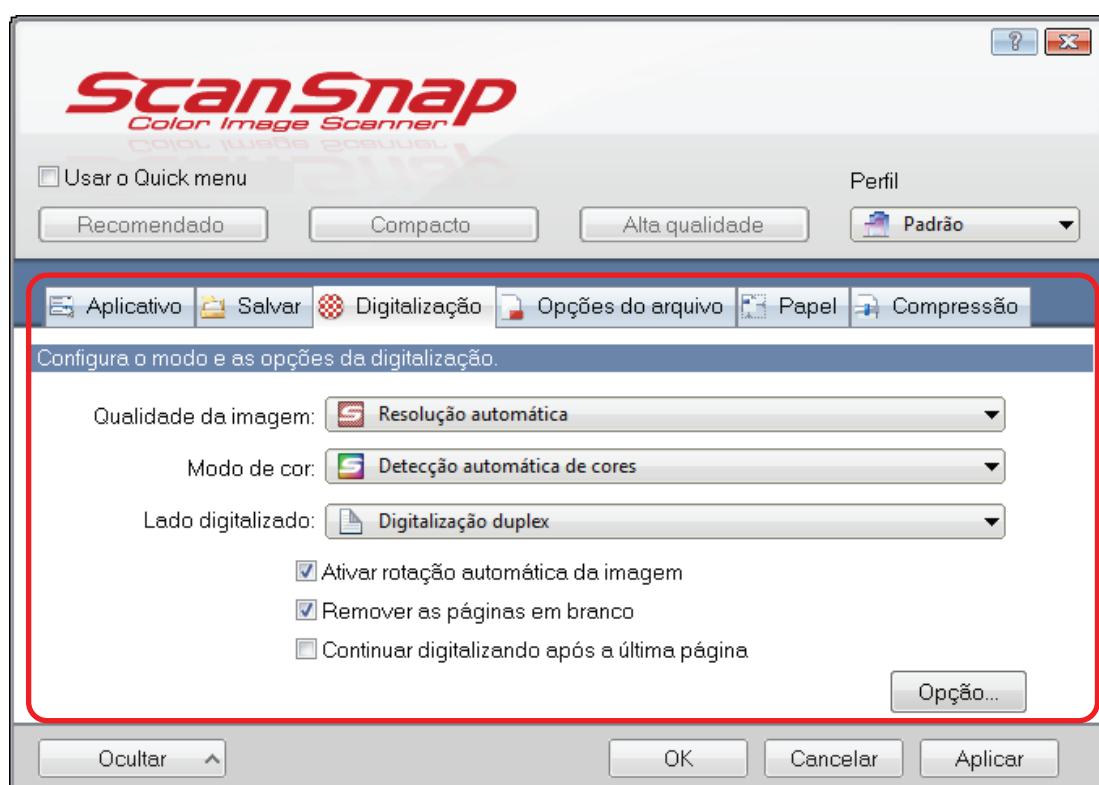 ?
ScanSnap
Color Image Scanner
Usar o Quick menu
Perfil
Recomendado Compacto Alta qualidade Padrão
Aplicativo Salvar Digitalização Opções do arquivo Papel Compressão
Configura o modo e as opções da digitalização.
Qualidade da imagem: Resolução automática
Modo de cor: Detecção automática de cores
Lado digitalizado: Digitalização duplex
Ativar rotação automática da imagem
Remover as páginas em branco
Continuar digitalizando após a última página
Opção...
Ocultar OK Cancelar Aplicar